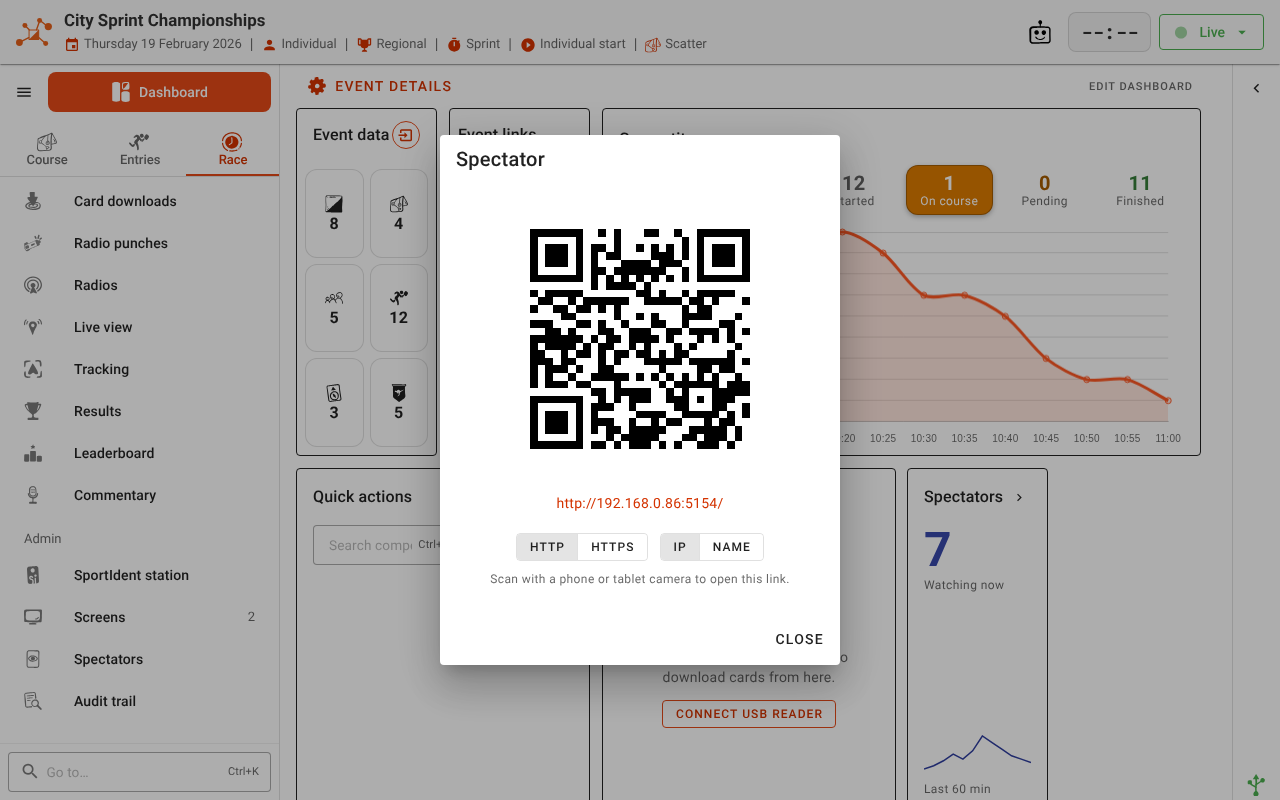 City Sprint Championships
Thursday 19 February 2026 | Individual | Regional | Sprint | Individual start | Scatter
--:--
Live
Dashboard
Course
Entries
Race
Card downloads
Radio punches
Radios
Live view
Tracking
Results
Leaderboard
Commentary
Admin
SportIdent station
Screens 2
Spectators
Audit trail
Go to... Ctrl+K
EVENT DETAILS
EDIT DASHBOARD
Event data
8
4
5
12
3
5
12
1
On course
0
Pending
11
Finished
:20 10:25 10:30 10:35 10:40 10:45 10:50 10:55 11:00
Quick actions
Search compe Ctrl+
download cards from here.
CONNECT USB READER
Spectators
7
Watching now
Last 60 min
Spectator
http://192.168.0.86:5154/
HTTP HTTPS IP NAME
Scan with a phone or tablet camera to open this link.
CLOSE